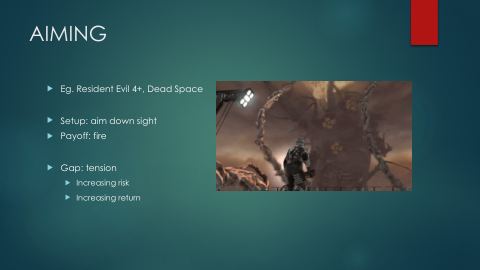 AIMING
Eg. Resident Evil 4+, Dead Space
Setup: aim down sight
Payoff: fire
Gap: tension
Increasing risk
Increasing return